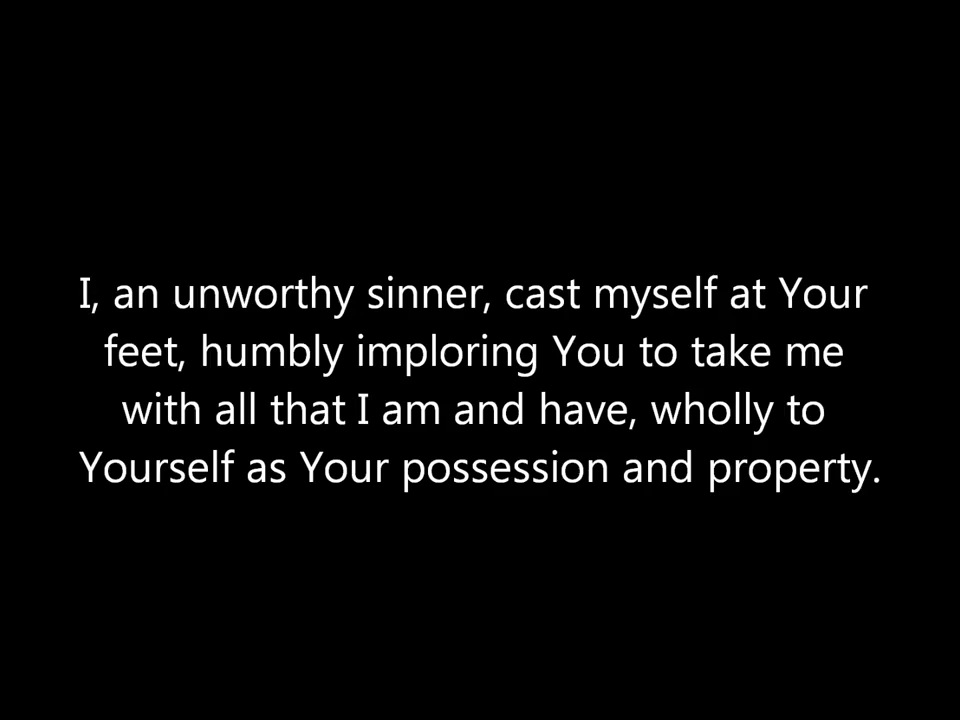 I, an unworthy sinner, cast myself at Your
feet, humbly imploring You to take me
with all that I am and have, wholly to
Yourself as Your possession and property.